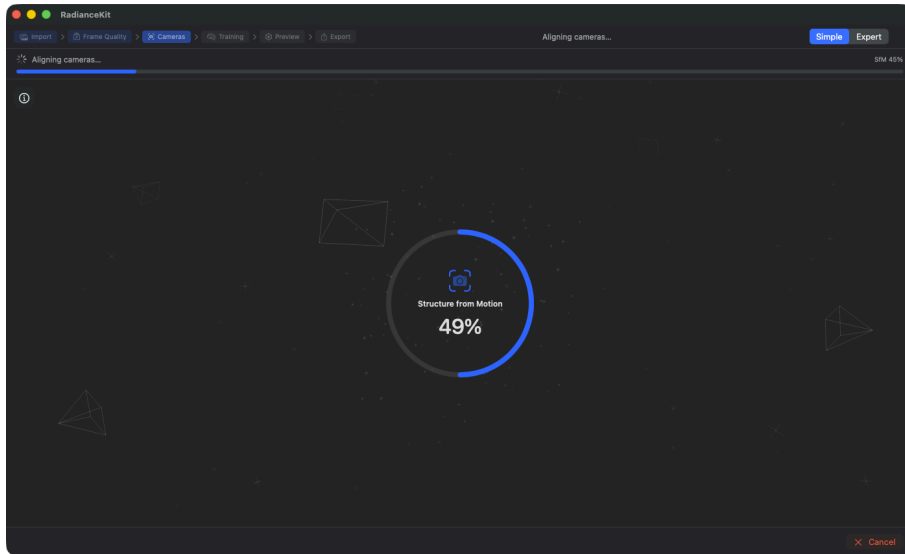 RadianceKit
Import > Frame Quality > Cameras > Training > Preview > Export
Aligning cameras...
Simple Expert
Aligning cameras...
SfM 45%
Structure from Motion
49%
Cancel